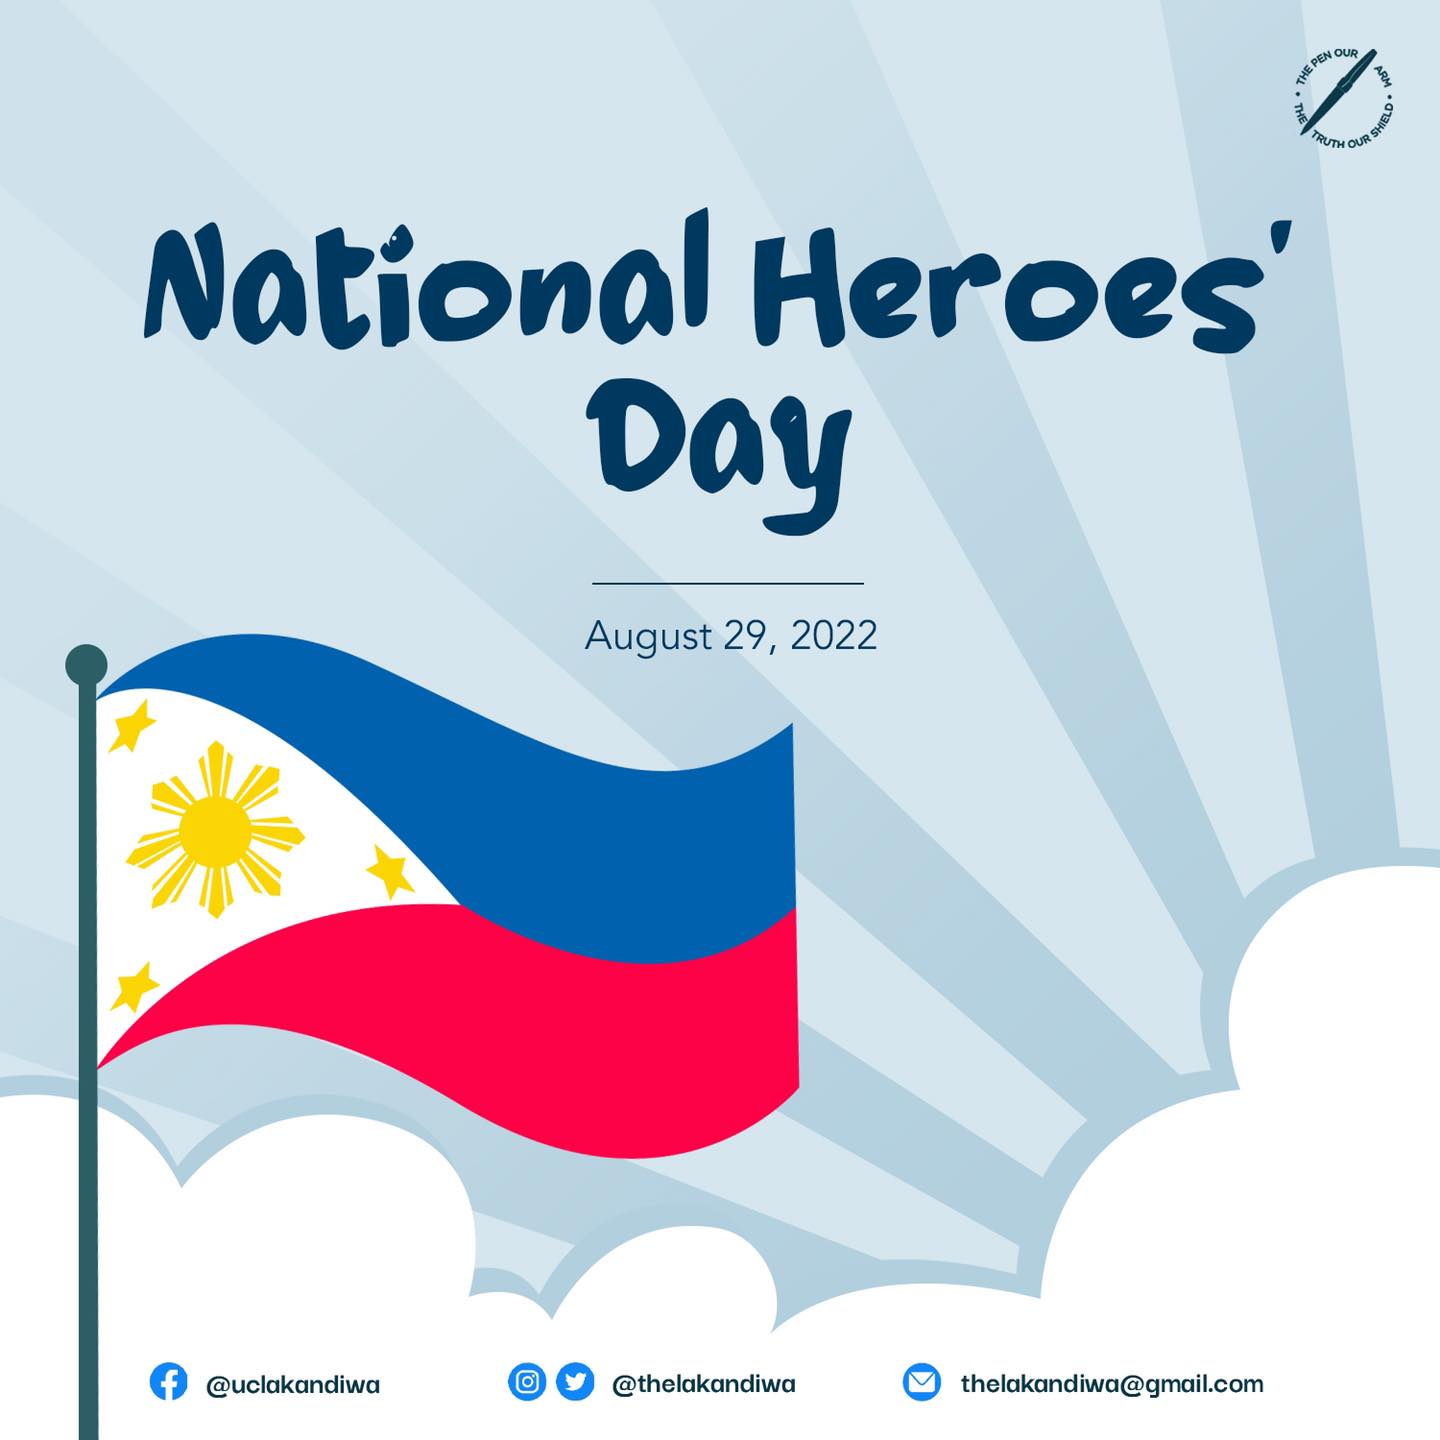 THE PEN OUR ARM
THE TRUTH OUR SHIELD
National Heroes'
Day
August 29, 2022
@uclakandiwa
@thelakandiwa
thelakandiwa@gmail.com